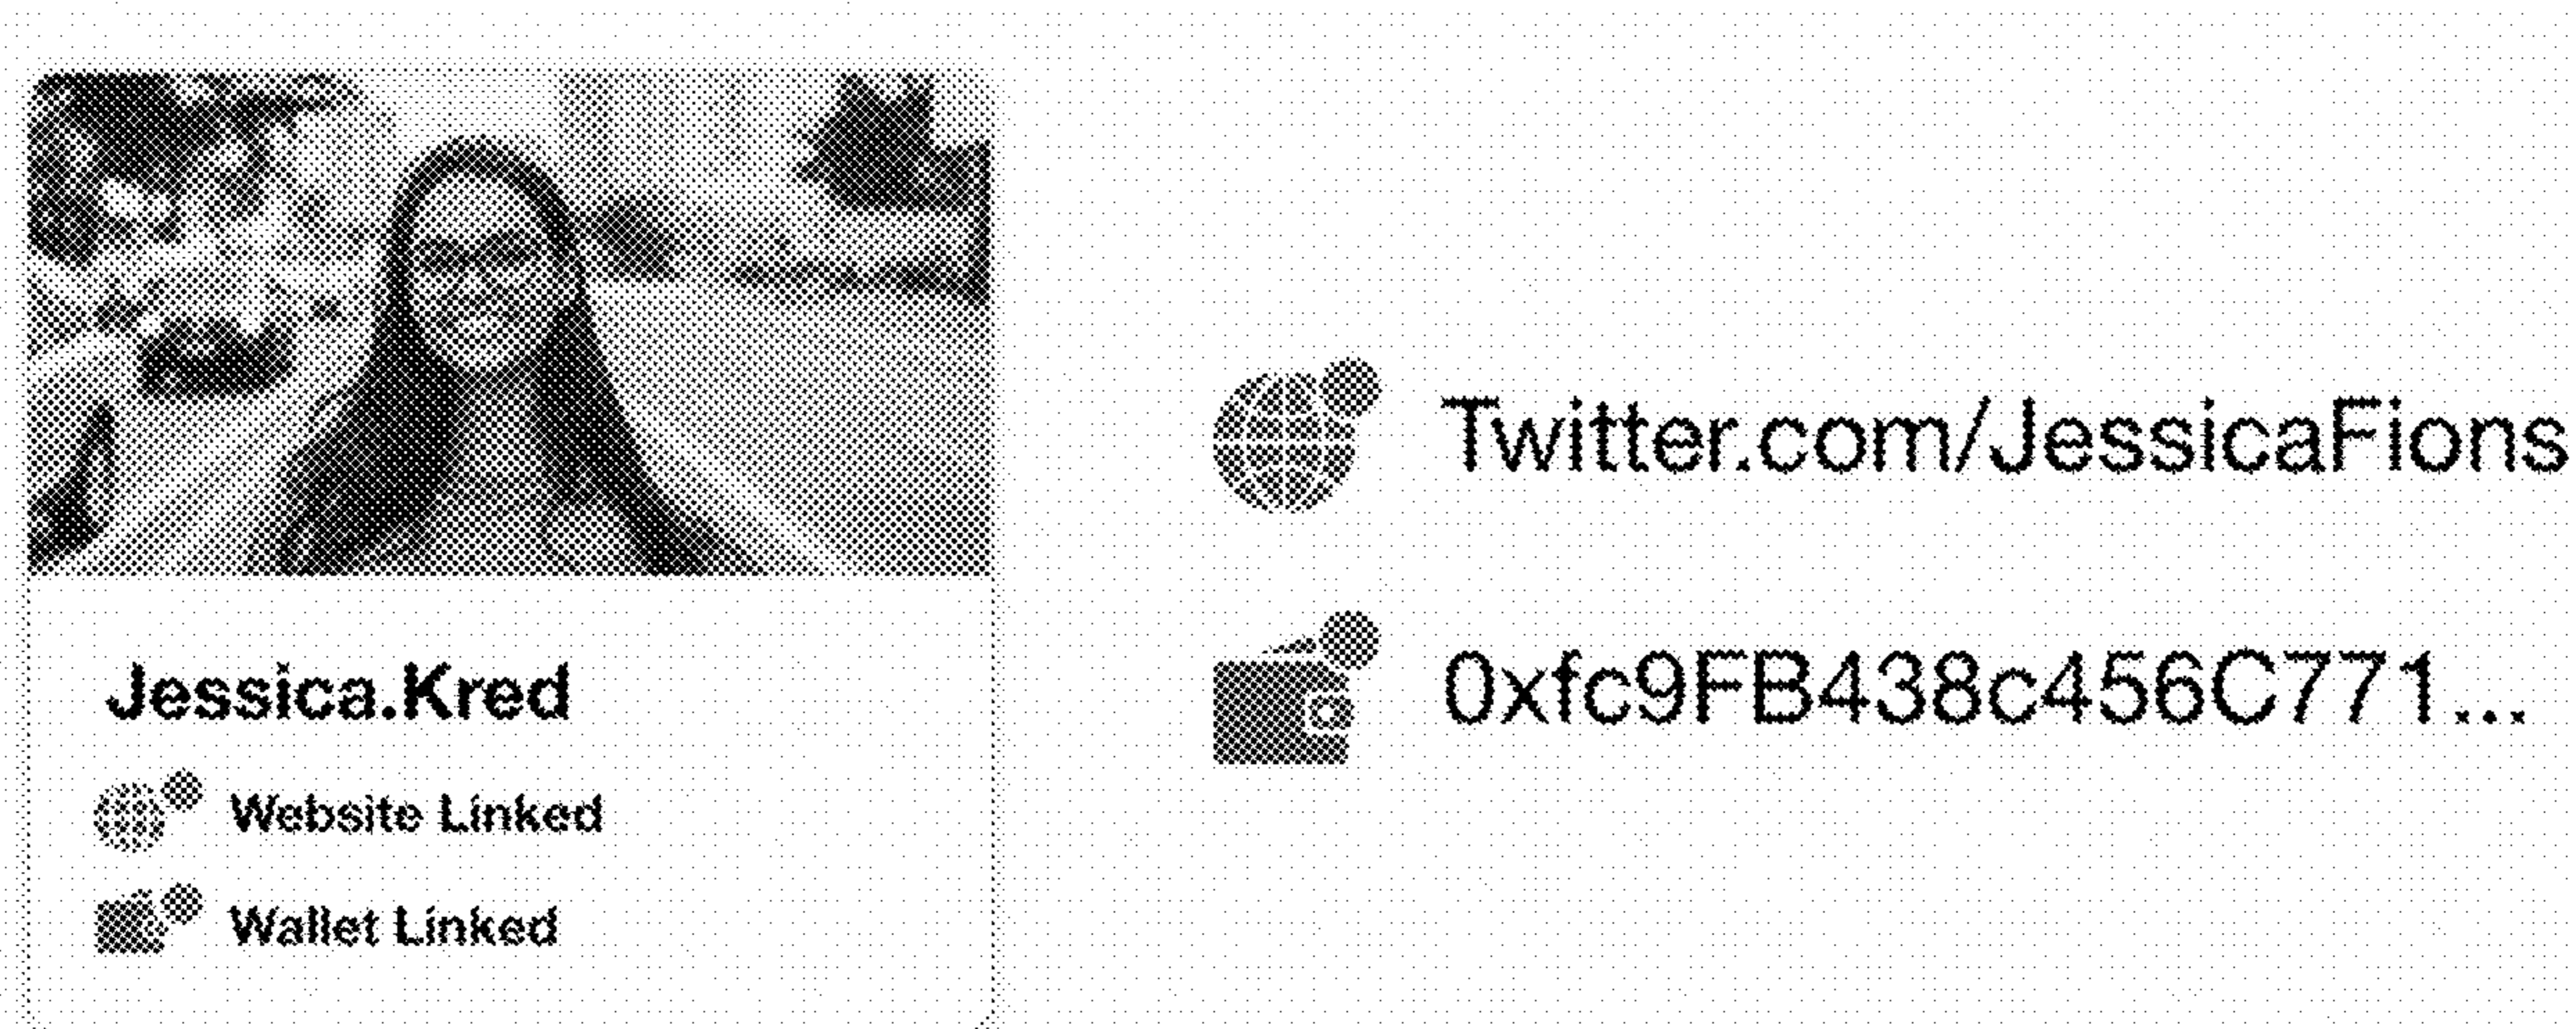 Jessica.Kred
Website Linked
Wallet Linked
Twitter.com/JessicaFions
0xfc9FB438c456C771...